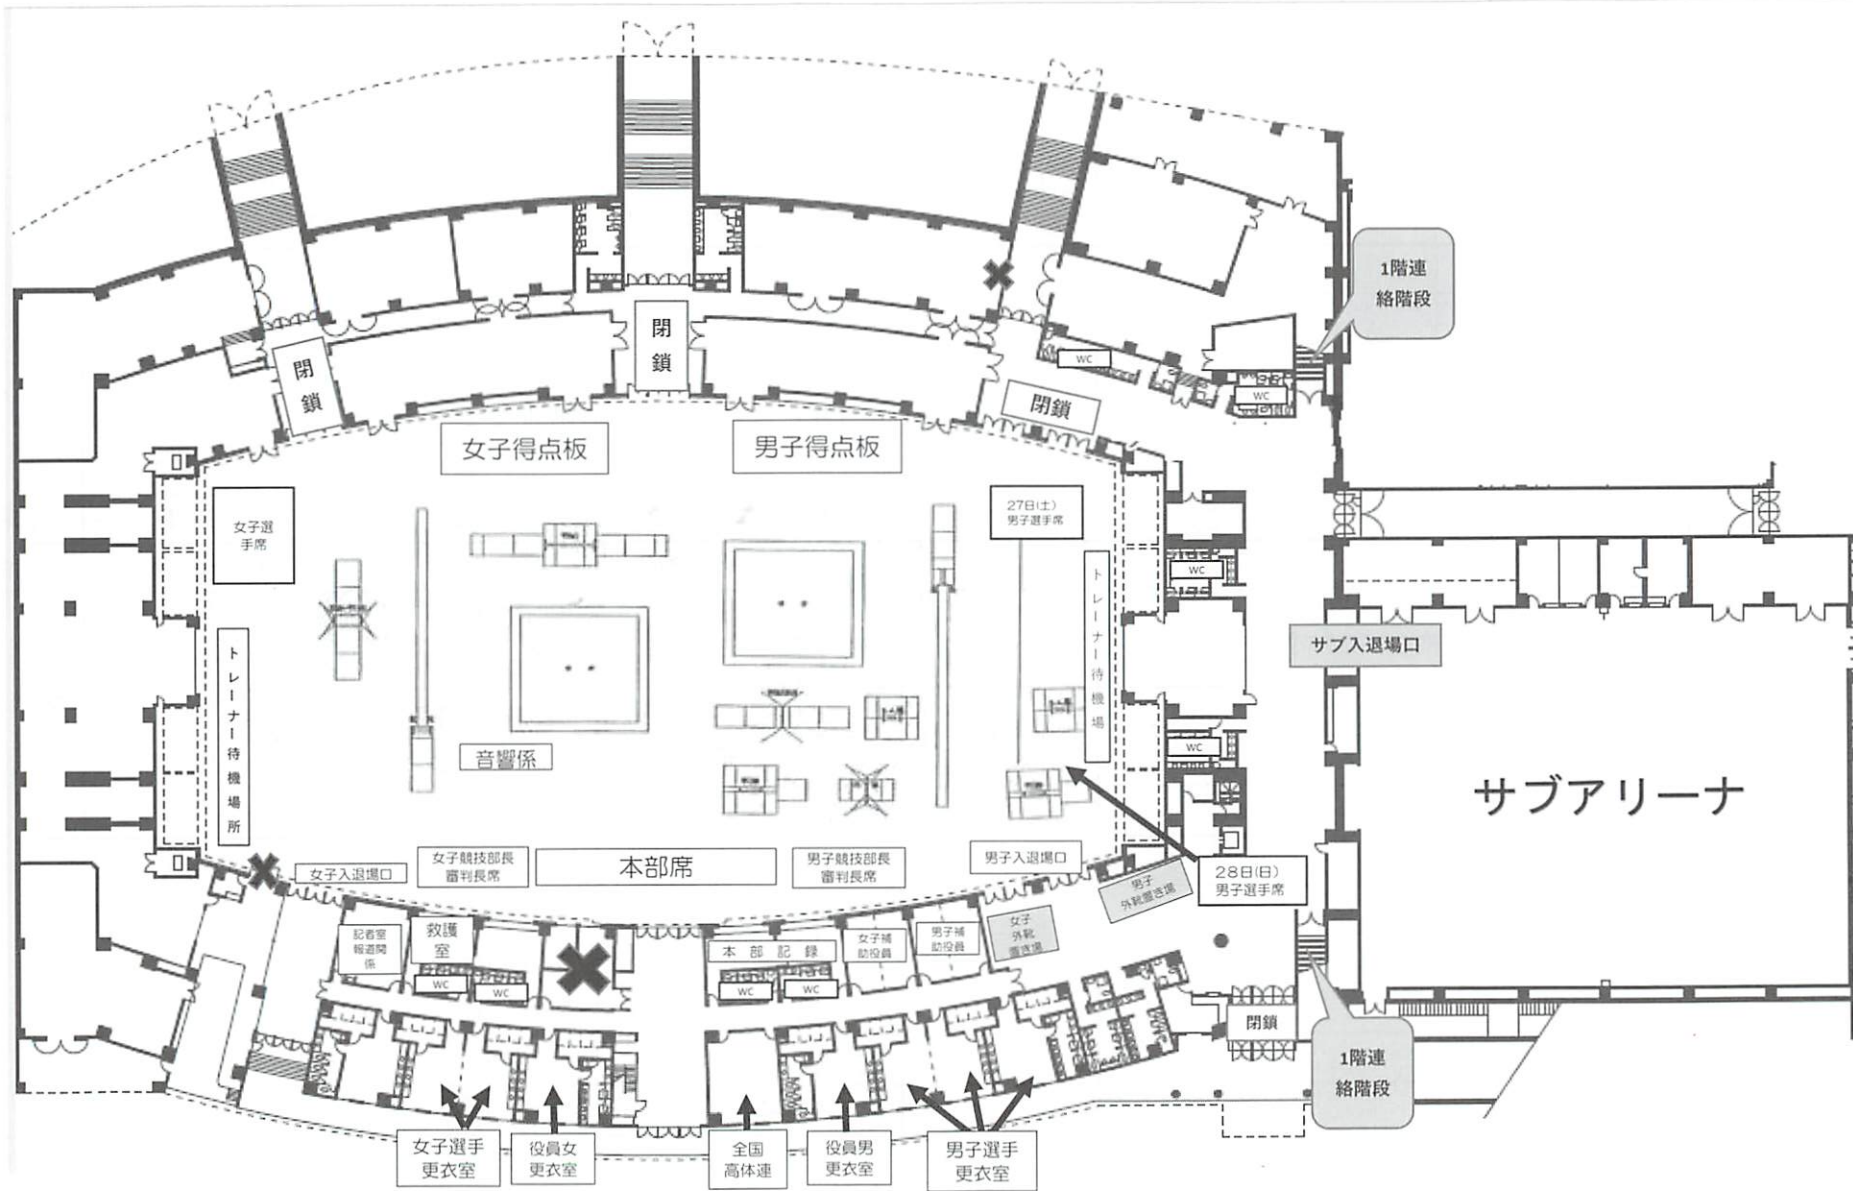 1階連
絡階段
閉
鎖
閉
鎖
WC
WC
閉鎖
女子得点板
男子得点板
女子選
手席
27日(土)
男子選手席
WC
トレーナー待機場
サブ入退場口
トレーナー待機場所
音響係
WC
サブアリーナ
女子入退場口
女子競技部長
審判長席
本部席
男子競技部長
審判長席
男子入退場口
28日(日)
男子選手席
男子
外靴置き場
女子
外靴
置き場
記者室
報道関
係
救護
室
本部記録
女子補
助役員
男子補
助役員
WC
WC
WC
WC
閉鎖
1階連
絡階段
女子選手
更衣室
役員女
更衣室
全国
高体連
役員男
更衣室
男子選手
更衣室